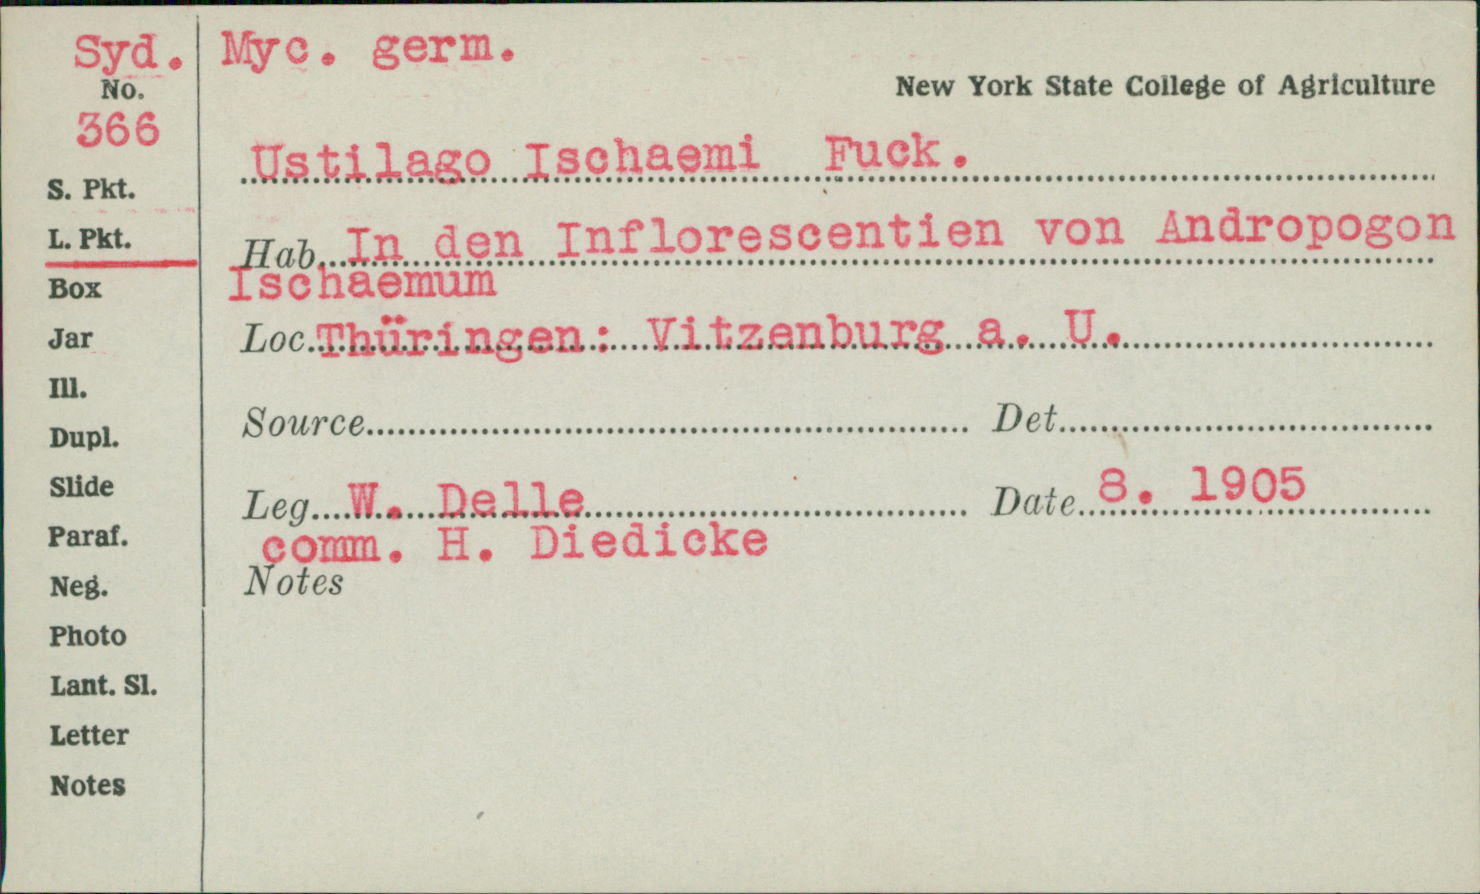 Syd. Myc. germ.
No.
366
New York State College of Agriculture
Ustilago Ischaemi Fuck.
S. Pkt.
L. Pkt.
Hab. In den Inflorescentien von Andropogon
Ischaemum
Box
Jar
Loc. Thüringen: Vitzenburg a. U.
Ill.
Dupl.
Source Det.
Slide
Leg. W. Delle Date 8. 1905
Paraf.
comm. H. Diedicke
Neg.
Notes
Photo
Lant. Sl.
Letter
Notes